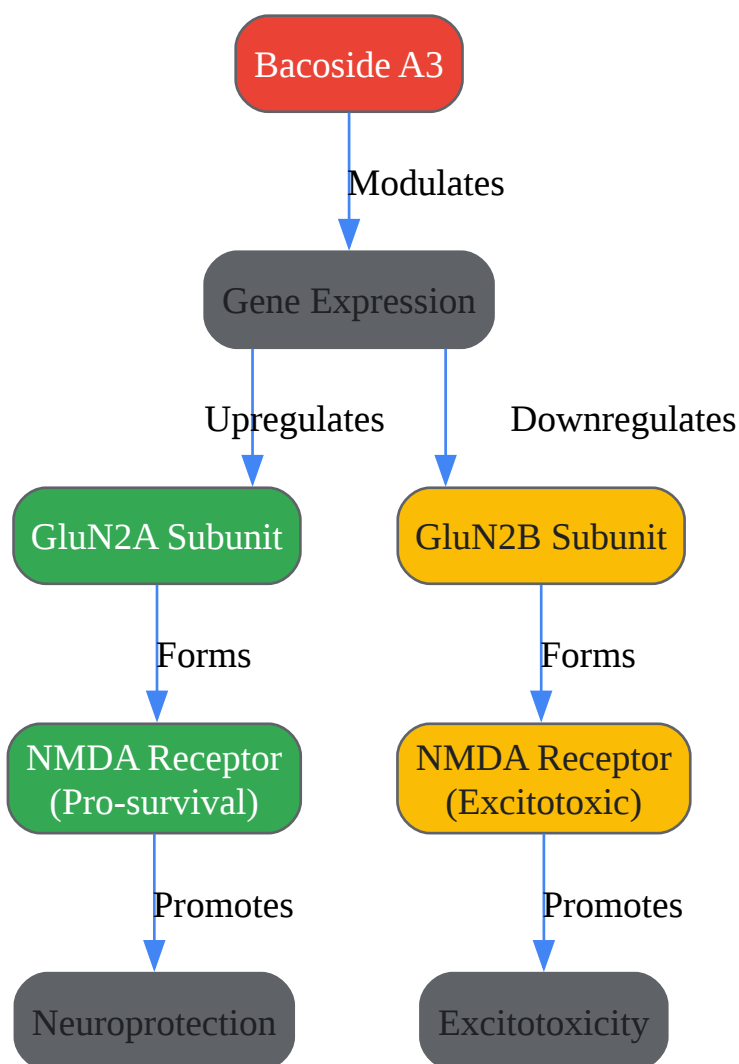 Bacoside A3
Modulates
Gene Expression
Upregulates
Downregulates
GluN2A Subunit
GluN2B Subunit
Forms
Forms
NMDA Receptor
(Pro-survival)
NMDA Receptor
(Excitotoxic)
Promotes
Promotes
Neuroprotection
Excitotoxicity